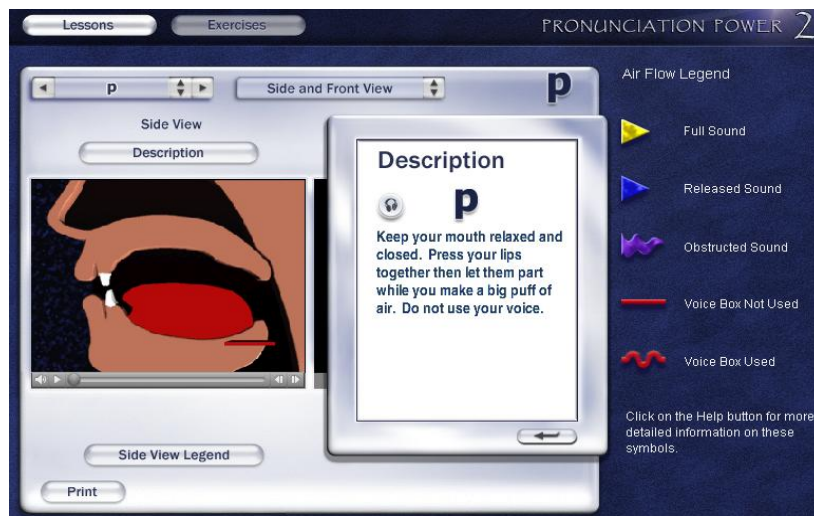 Lessons
Exercises
PRONUNCIATION POWER 2
p
Side and Front View
p
Side View
Description
Description
p
Keep your mouth relaxed and
closed. Press your lips
together then let them part
while you make a big puff of
air. Do not use your voice.
Side View Legend
Print
Air Flow Legend
Full Sound
Released Sound
Obstructed Sound
Voice Box Not Used
Voice Box Used
Click on the Help button for more
detailed information on these
symbols.